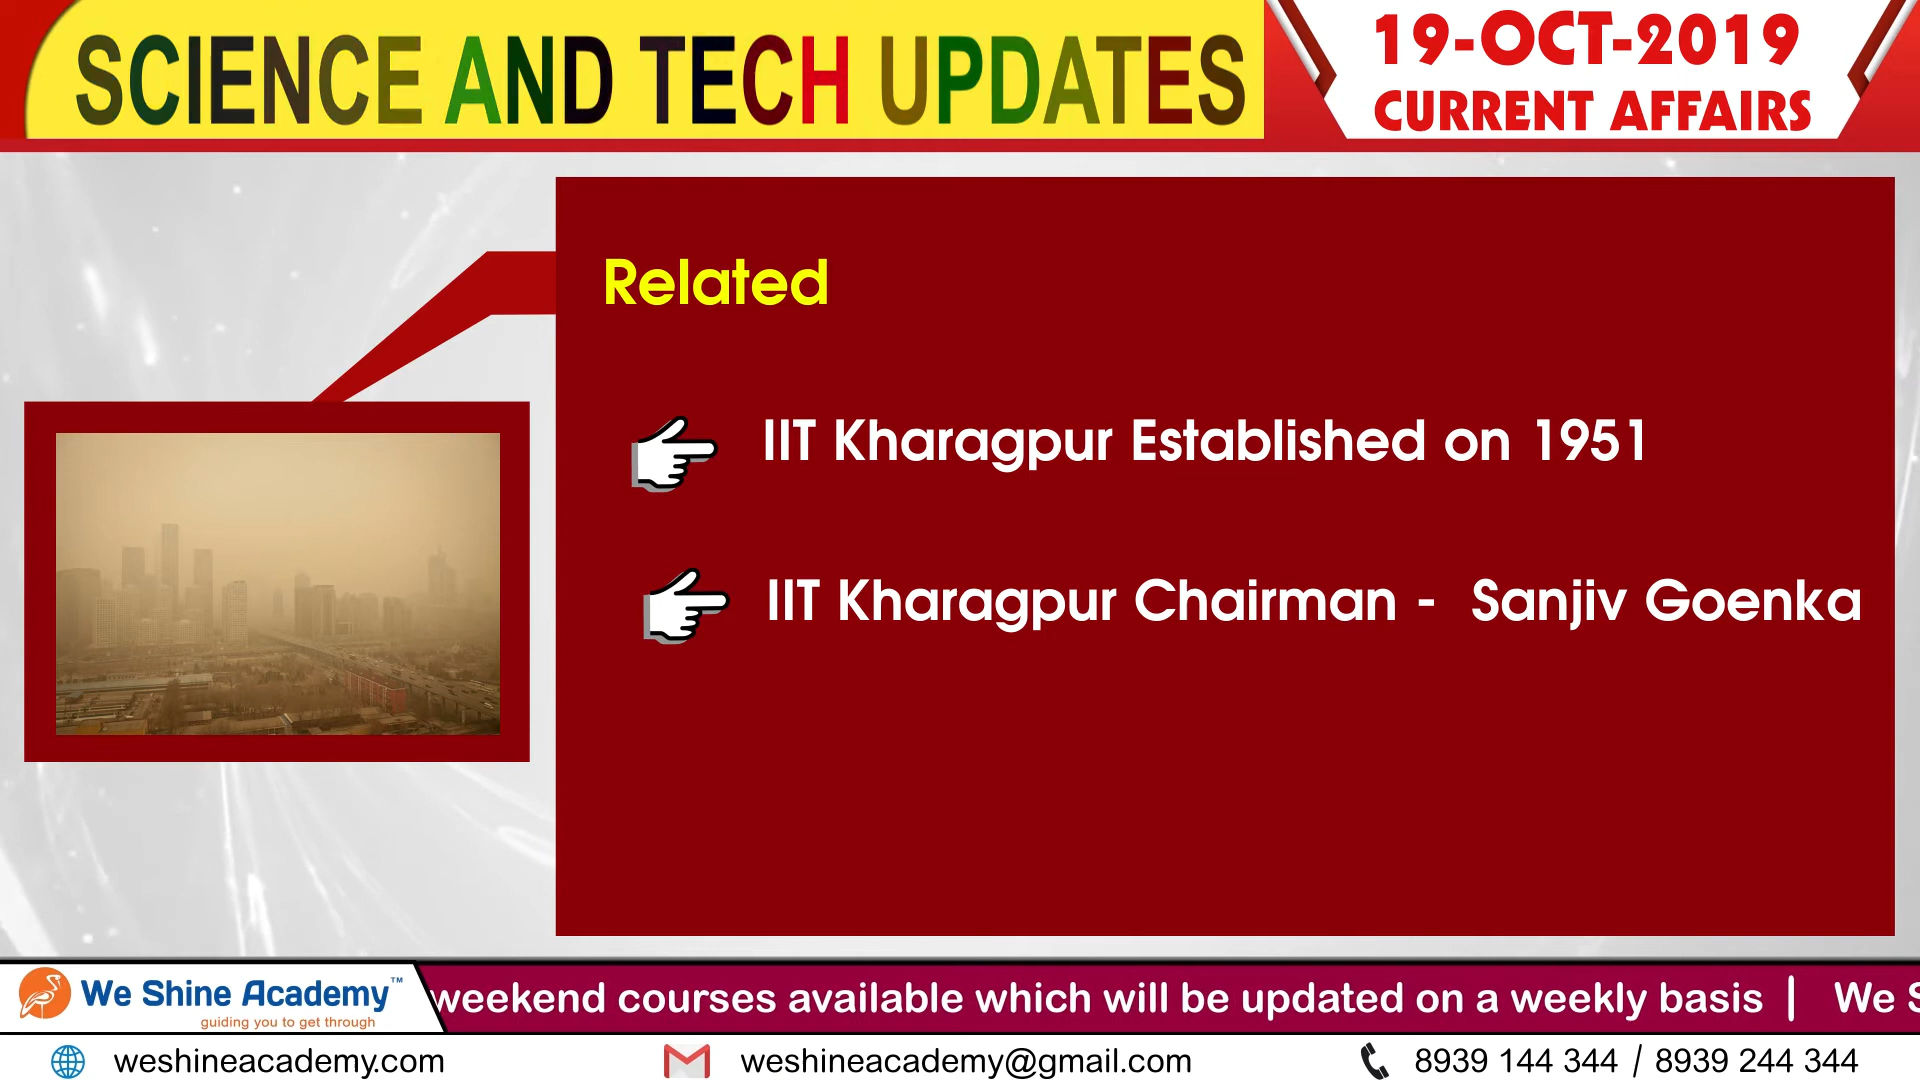 SCIENCE AND TECH UPDATES
19-OCT-2019
CURRENT AFFAIRS
Related
IIT Kharagpur Established on 1951
IIT Kharagpur Chairman - Sanjiv Goenka
We Shine Academy™
guiding you to get through
weekend courses available which will be updated on a weekly basis | We S
weshineacademy.com
weshineacademy@gmail.com
8939 144 344 / 8939 244 344